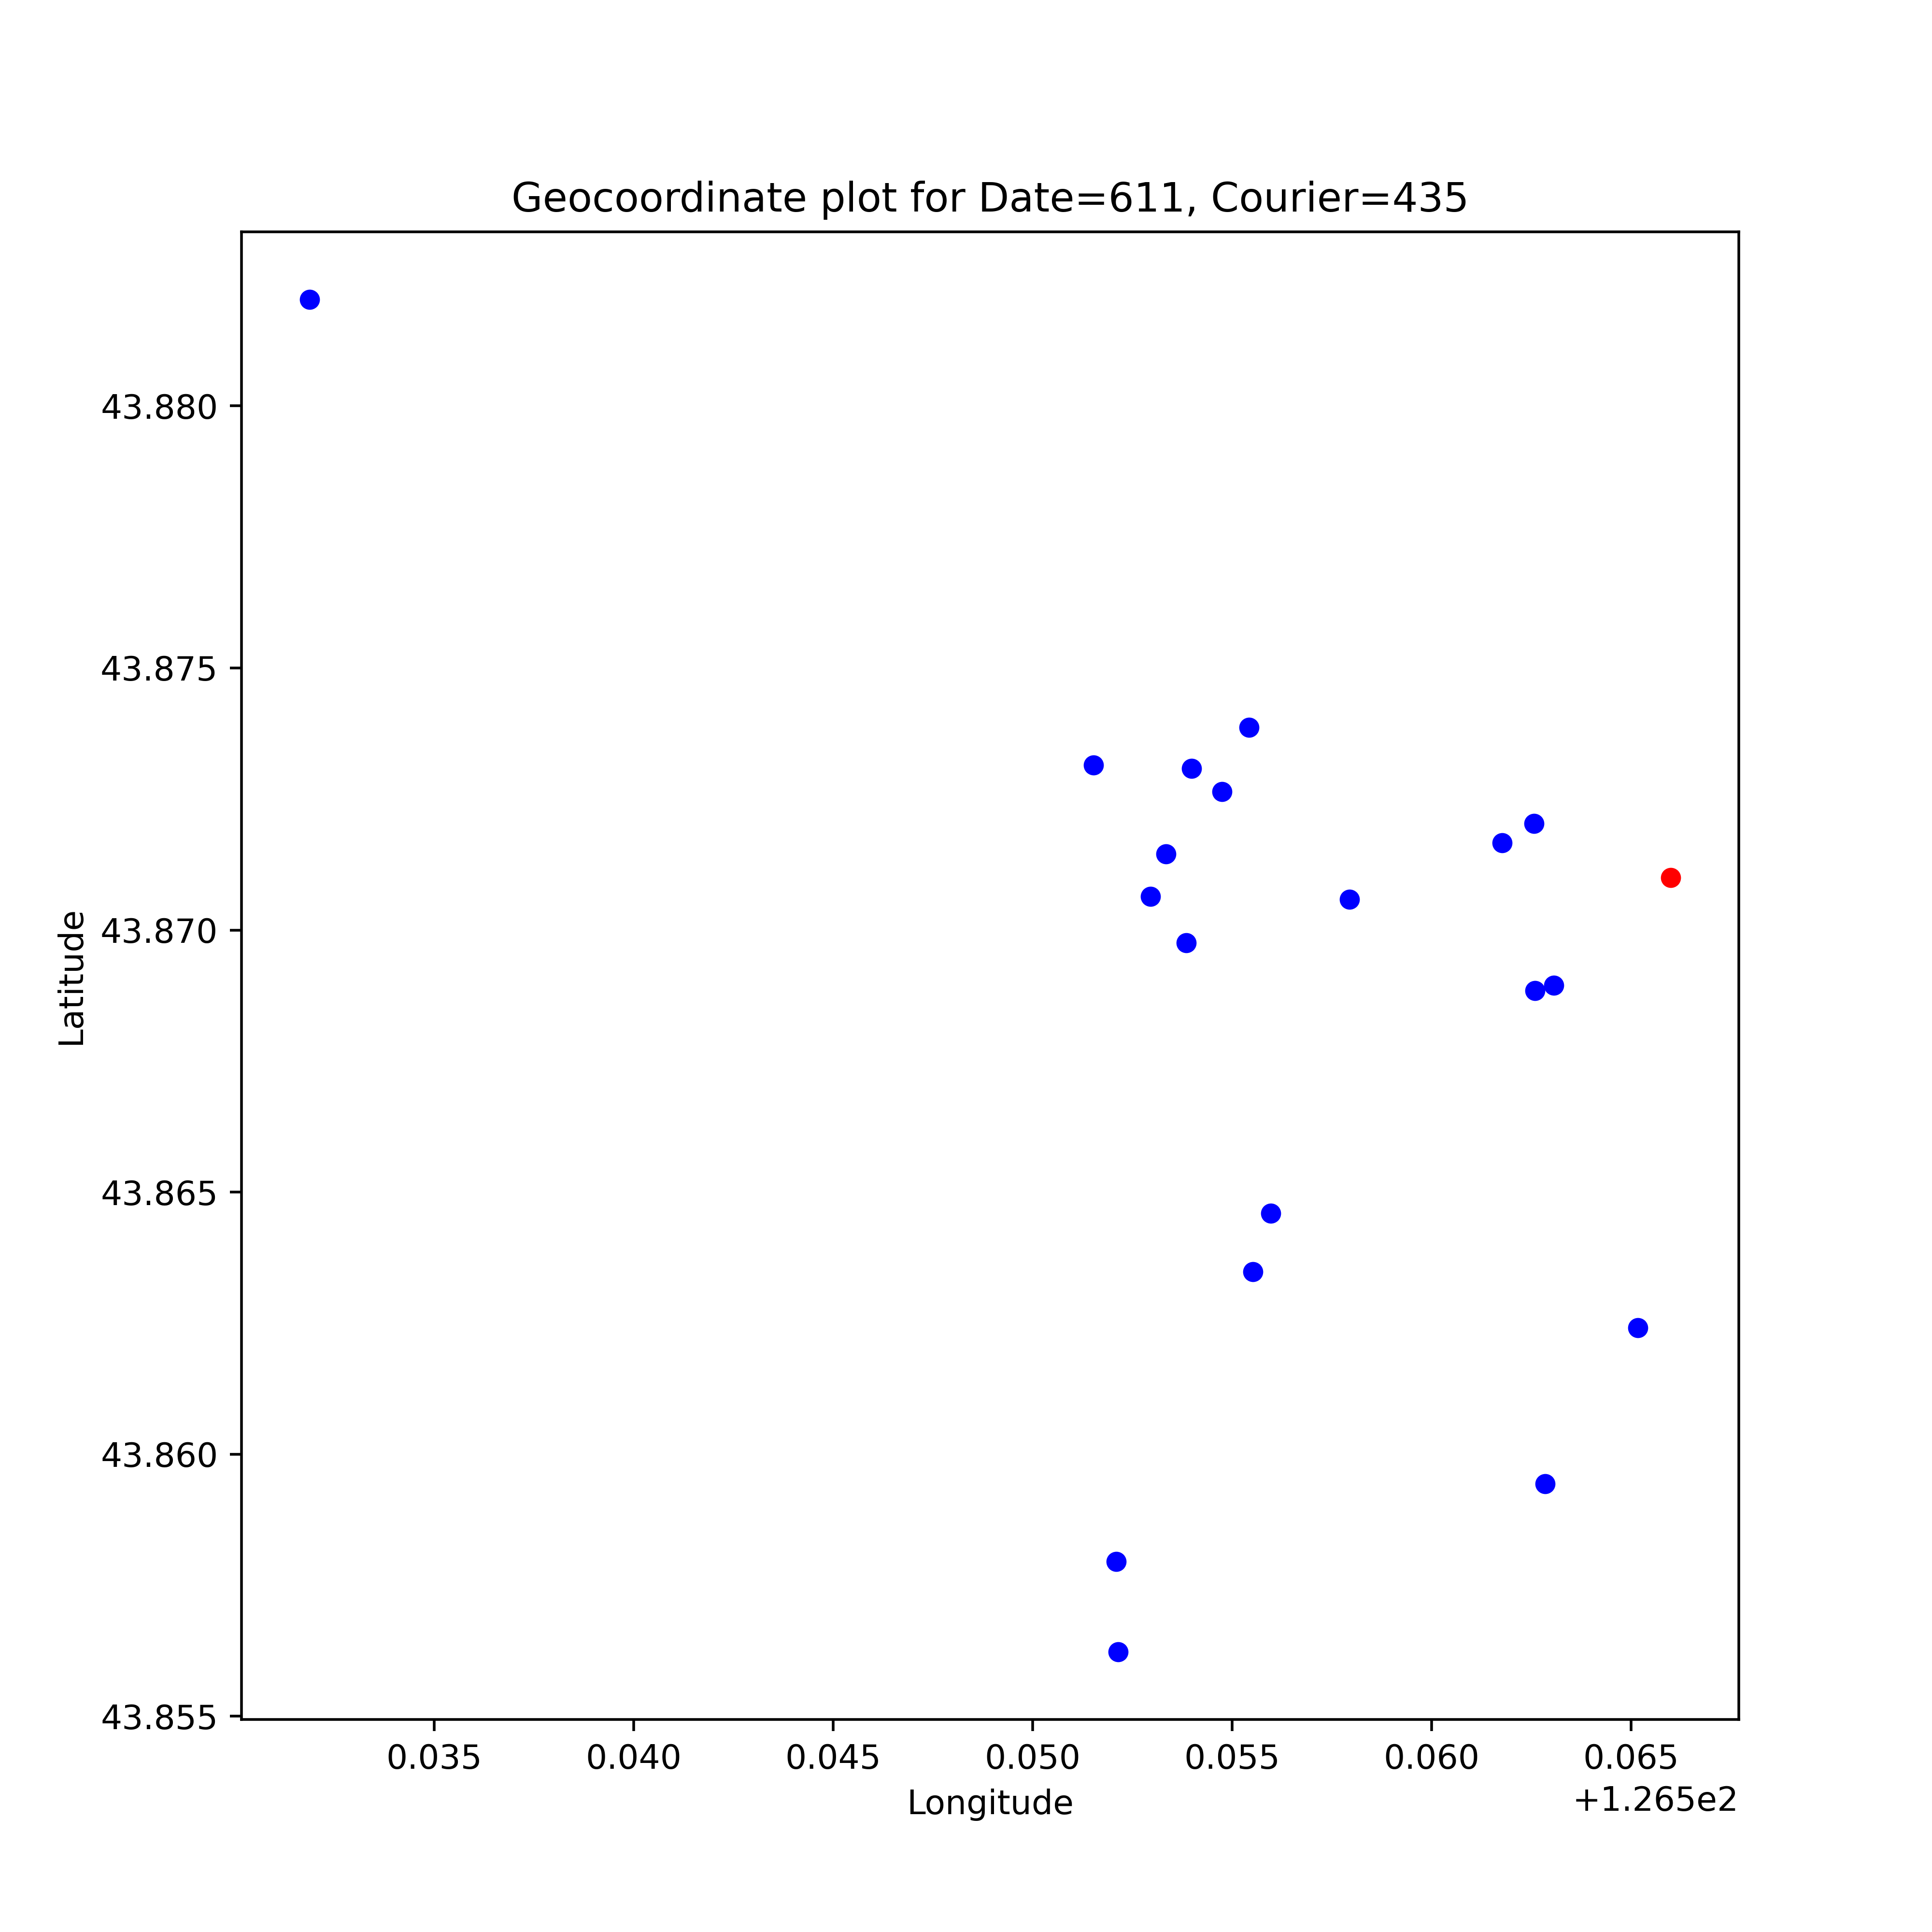 Geocoordinate plot for Date=611, Courier=435
Latitude
43.880
43.875
43.870
43.865
43.860
43.855
0.035 0.040 0.045 0.050 0.055 0.060 0.065
+1.265e2
Longitude